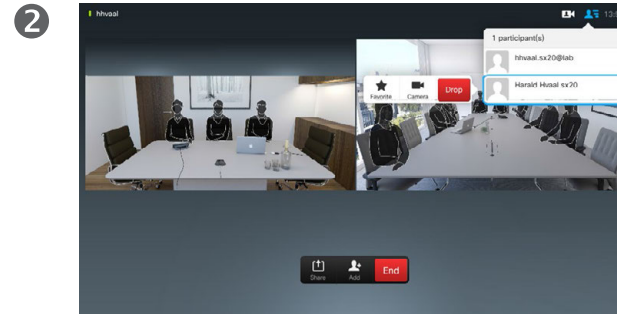 2
hhvaal
1 participant(s)
hhvaal.sx20@lab
Harald Hvaal sx20
Favorite
Camera
Drop
Share
Add
End